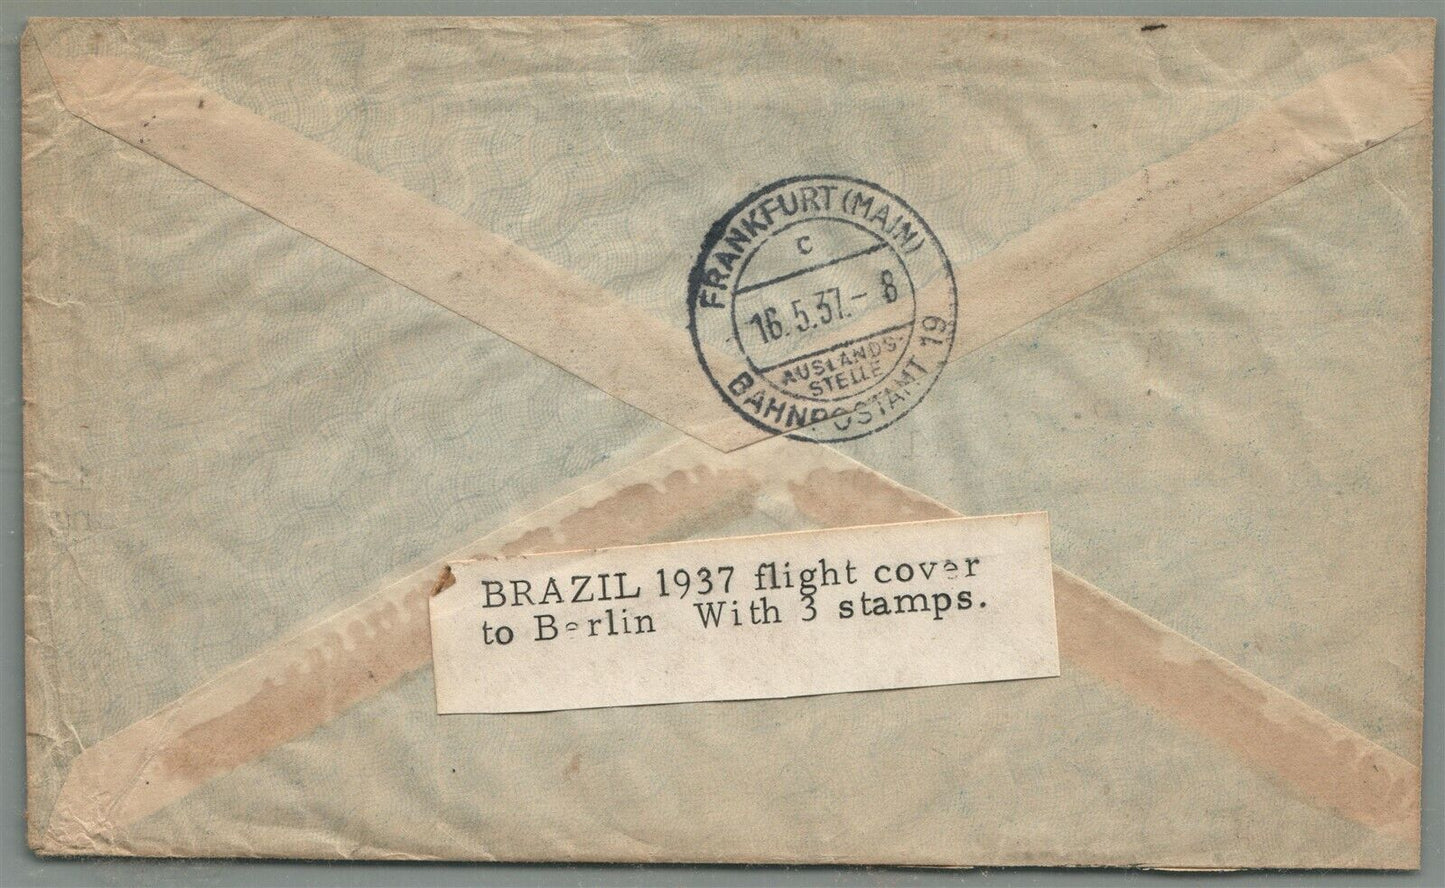 FRANKFURT (MAIN)
c
16.5.37.- 8
AUSLANDS-
STELLE
BAHNPOSTAMT 19
BRAZIL 1937 flight cover
to Berlin With 3 stamps.